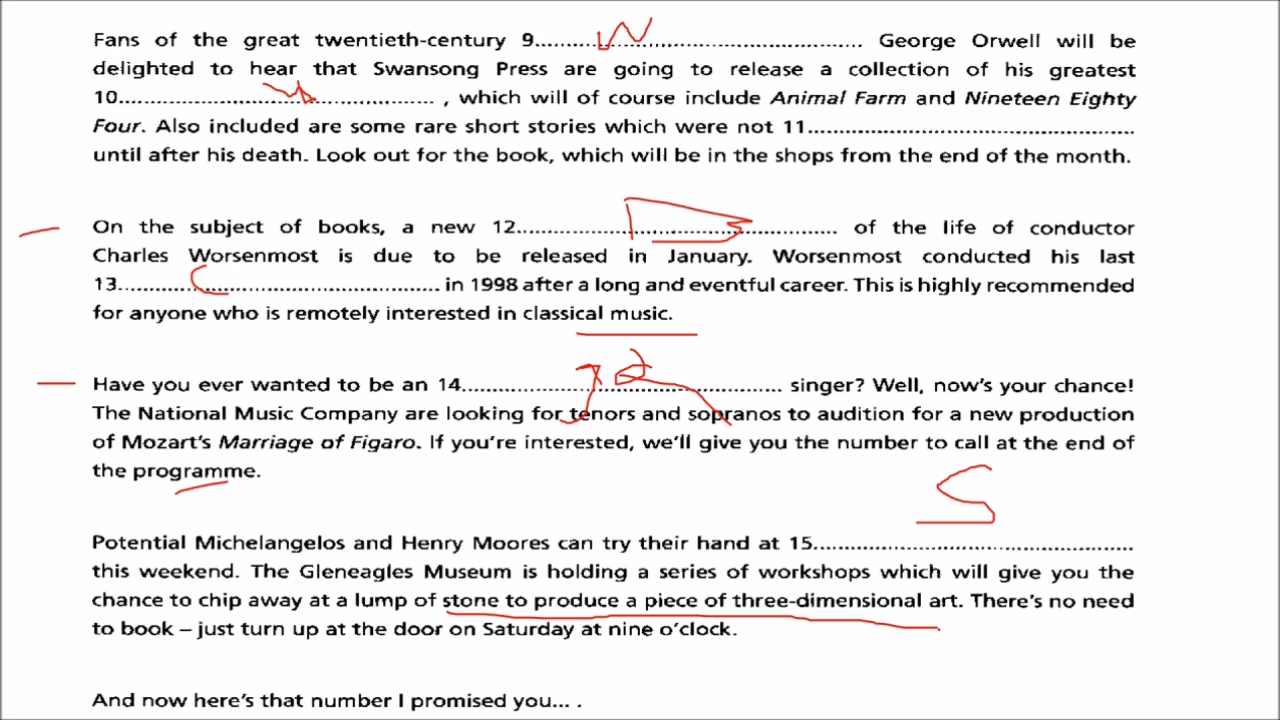 Fans of the great twentieth-century 9............................................................ George Orwell will be
delighted to hear that Swansong Press are going to release a collection of his greatest
10.......................................................... , which will of course include Animal Farm and Nineteen Eighty
Four. Also included are some rare short stories which were not 11............................................................
until after his death. Look out for the book, which will be in the shops from the end of the month.
On the subject of books, a new 12............................................................ of the life of conductor
Charles Worsenmost is due to be released in January. Worsenmost conducted his last
13............................................................ in 1998 after a long and eventful career. This is highly recommended
for anyone who is remotely interested in classical music.
Have you ever wanted to be an 14............................................................ singer? Well, now's your chance!
The National Music Company are looking for tenors and sopranos to audition for a new production
of Mozart's Marriage of Figaro. If you're interested, we'll give you the number to call at the end of
the programme.
Potential Michelangelos and Henry Moores can try their hand at 15............................................................
this weekend. The Gleneagles Museum is holding a series of workshops which will give you the
chance to chip away at a lump of stone to produce a piece of three-dimensional art. There's no need
to book – just turn up at the door on Saturday at nine o'clock.
And now here's that number I promised you... .